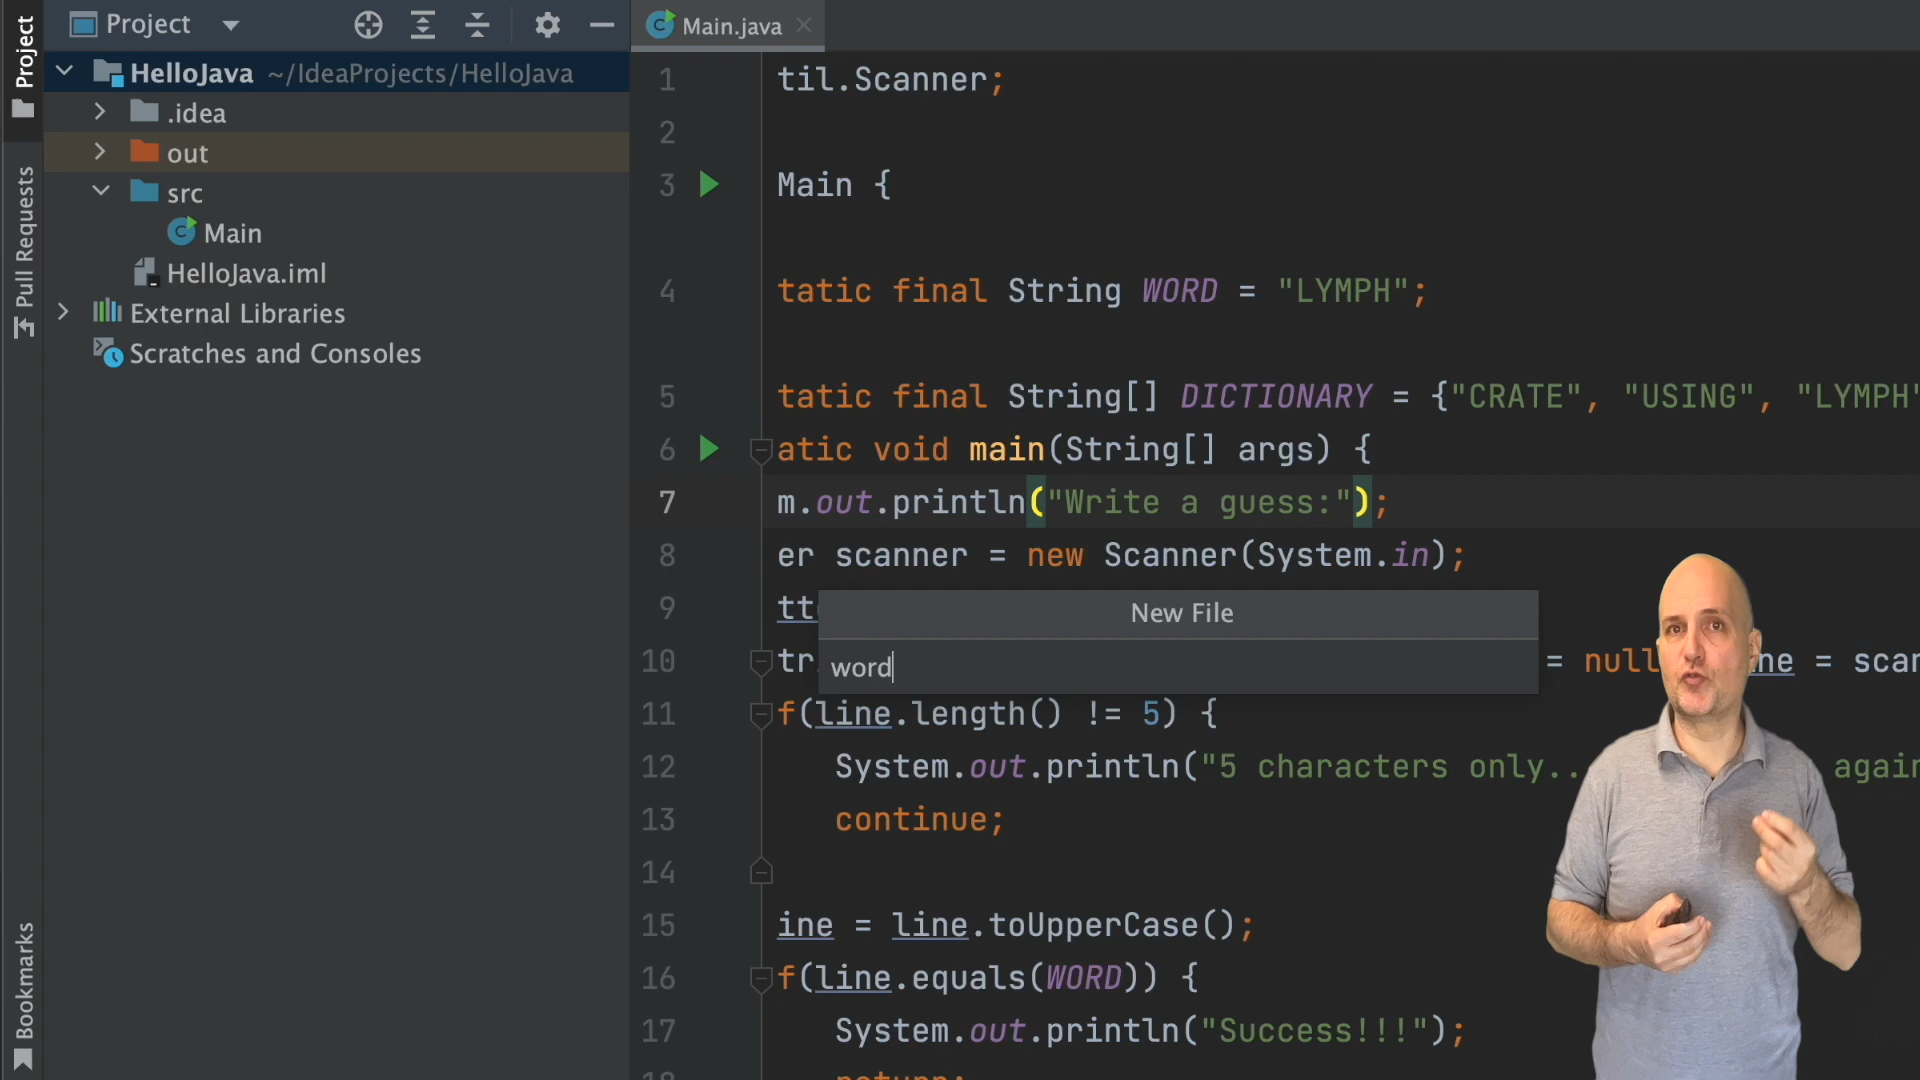 Project
Project
Main.java
HelloJava ~/IdeaProjects/HelloJava
.idea
out
src
Main
HelloJava.iml
External Libraries
Scratches and Consoles
Pull Requests
Bookmarks
1 til.Scanner;
2
3 Main {
4 tatic final String WORD = "LYMPH";
5 tatic final String[] DICTIONARY = {"CRATE", "USING", "LYMPH"
6 atic void main(String[] args) {
7 m.out.println("Write a guess:");
8 er scanner = new Scanner(System.in);
9 tt
New File
word
10 tr = null ne = scan
11 f(line.length() != 5) {
12 System.out.println("5 characters only.. again
13 continue;
14
15 ine = line.toUpperCase();
16 f(line.equals(WORD)) {
17 System.out.println("Success!!!");